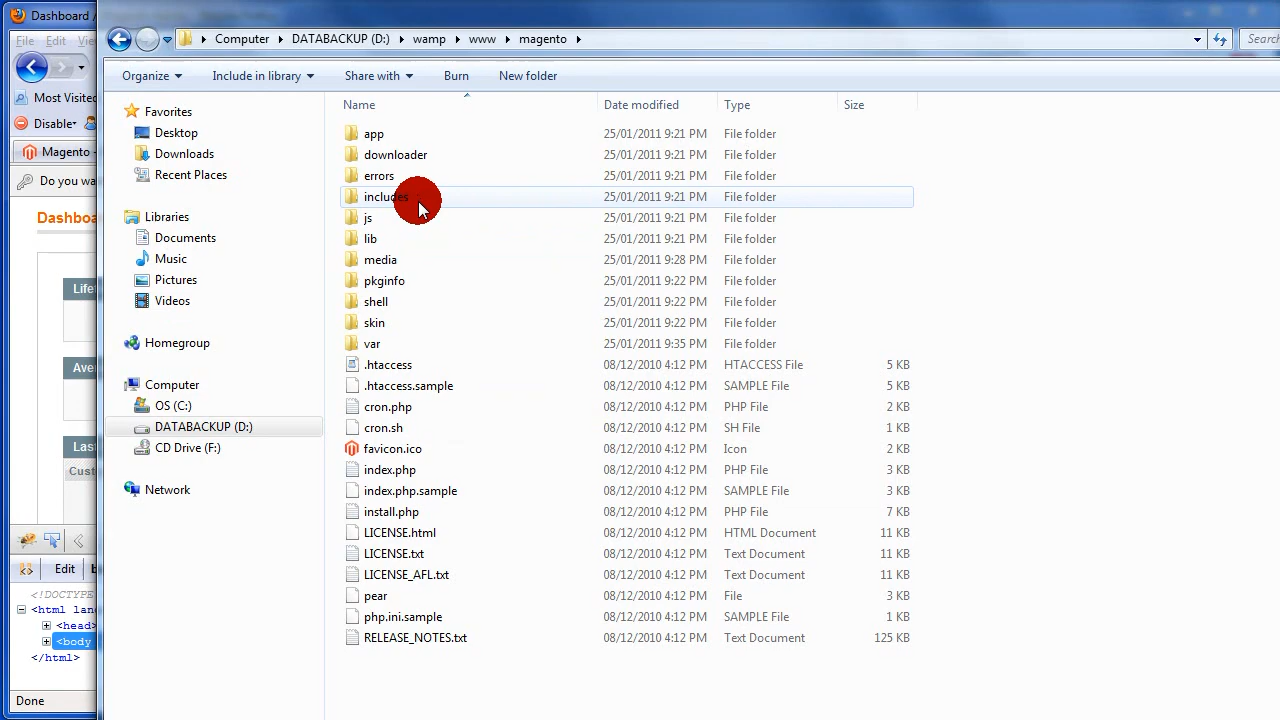 Dashboard /
File Edit Vie
Most Visited
Disable
Magento
Do you wa
Dashboa
Lifet
Aver
Last
Cust
Edit b
<!DOCTYPE
<html lan
<head>
<body
</html>
Done
Computer DATABACKUP (D:) wamp www magento
Search
Organize Include in library Share with Burn New folder
Favorites
Desktop
Downloads
Recent Places
Libraries
Documents
Music
Pictures
Videos
Homegroup
Computer
OS (C:)
DATABACKUP (D:)
CD Drive (F:)
Network
Name Date modified Type Size
app 25/01/2011 9:21 PM File folder
downloader 25/01/2011 9:21 PM File folder
errors 25/01/2011 9:21 PM File folder
includes 25/01/2011 9:21 PM File folder
js 25/01/2011 9:21 PM File folder
lib 25/01/2011 9:21 PM File folder
media 25/01/2011 9:28 PM File folder
pkginfo 25/01/2011 9:21 PM File folder
shell 25/01/2011 9:22 PM File folder
skin 25/01/2011 9:22 PM File folder
var 25/01/2011 9:35 PM File folder
.htaccess 08/12/2010 4:12 PM HTACCESS File 5 KB
.htaccess.sample 08/12/2010 4:12 PM SAMPLE File 5 KB
cron.php 08/12/2010 4:12 PM PHP File 2 KB
cron.sh 08/12/2010 4:12 PM SH File 1 KB
favicon.ico 08/12/2010 4:12 PM Icon 2 KB
index.php 08/12/2010 4:12 PM PHP File 3 KB
index.php.sample 08/12/2010 4:12 PM SAMPLE File 3 KB
install.php 08/12/2010 4:12 PM PHP File 7 KB
LICENSE.html 08/12/2010 4:12 PM HTML Document 11 KB
LICENSE.txt 08/12/2010 4:12 PM Text Document 11 KB
LICENSE_AFL.txt 08/12/2010 4:12 PM Text Document 11 KB
pear 08/12/2010 4:12 PM File 3 KB
php.ini.sample 08/12/2010 4:12 PM SAMPLE File 1 KB
RELEASE_NOTES.txt 08/12/2010 4:12 PM Text Document 125 KB